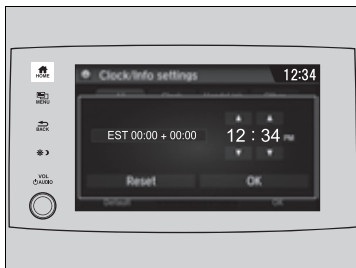 HOME
Clock/Info settings
12:34
MENU
BACK
EST 00:00 + 00:00
12 : 34 PM
VOL
AUDIO
Reset
OK
Default
OK